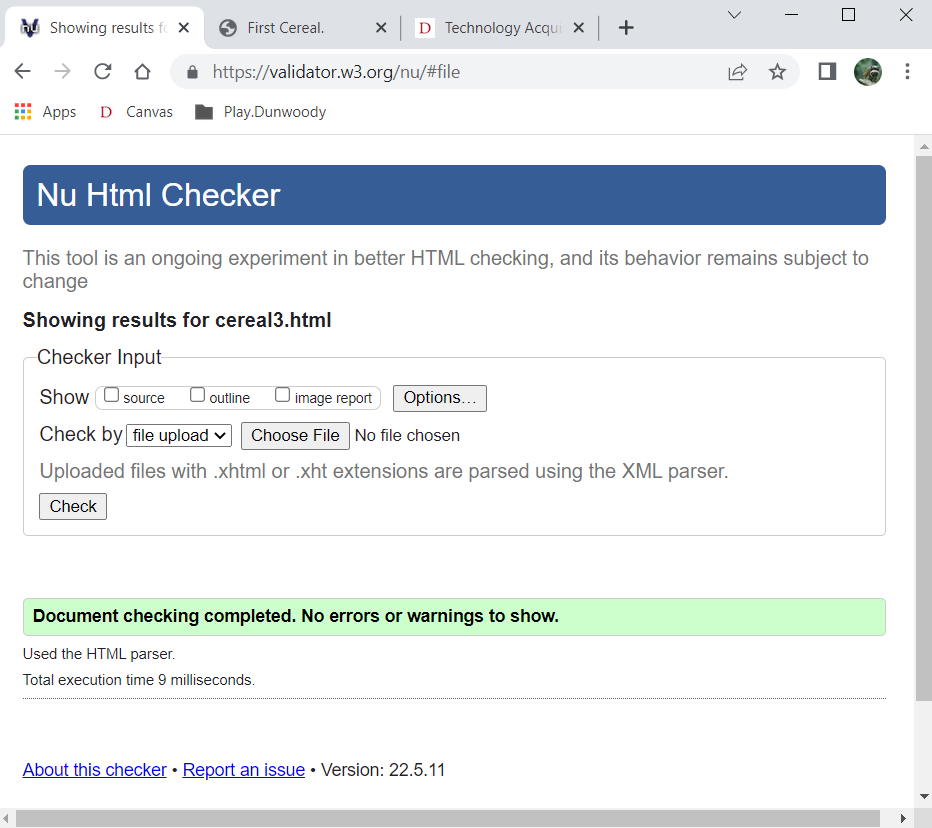 Showing results fo
First Cereal.
D Technology Acqui
https://validator.w3.org/nu/#file
Apps
D Canvas
Play.Dunwoody
Nu Html Checker
This tool is an ongoing experiment in better HTML checking, and its behavior remains subject to
change
Showing results for cereal3.html
Checker Input
Show source outline image report Options...
Check by file upload Choose File No file chosen
Uploaded files with .xhtml or .xht extensions are parsed using the XML parser.
Check
Document checking completed. No errors or warnings to show.
Used the HTML parser.
Total execution time 9 milliseconds.
About this checker • Report an issue • Version: 22.5.11